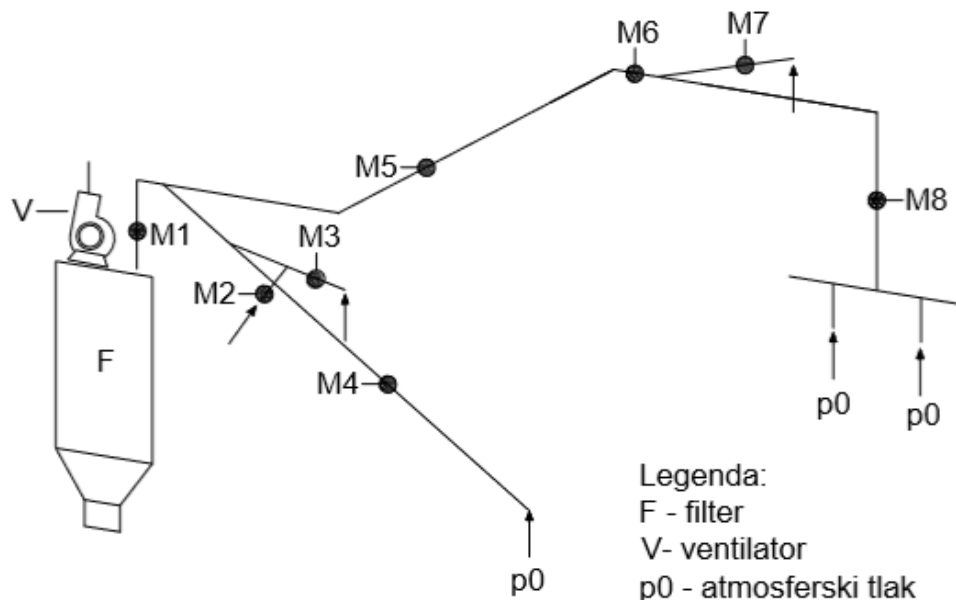 M7
M6
M5
M8
V
M1
M3
M2
F
M4
p0
p0
p0
Legenda:
F - filter
V- ventilator
p0 - atmosferski tlak